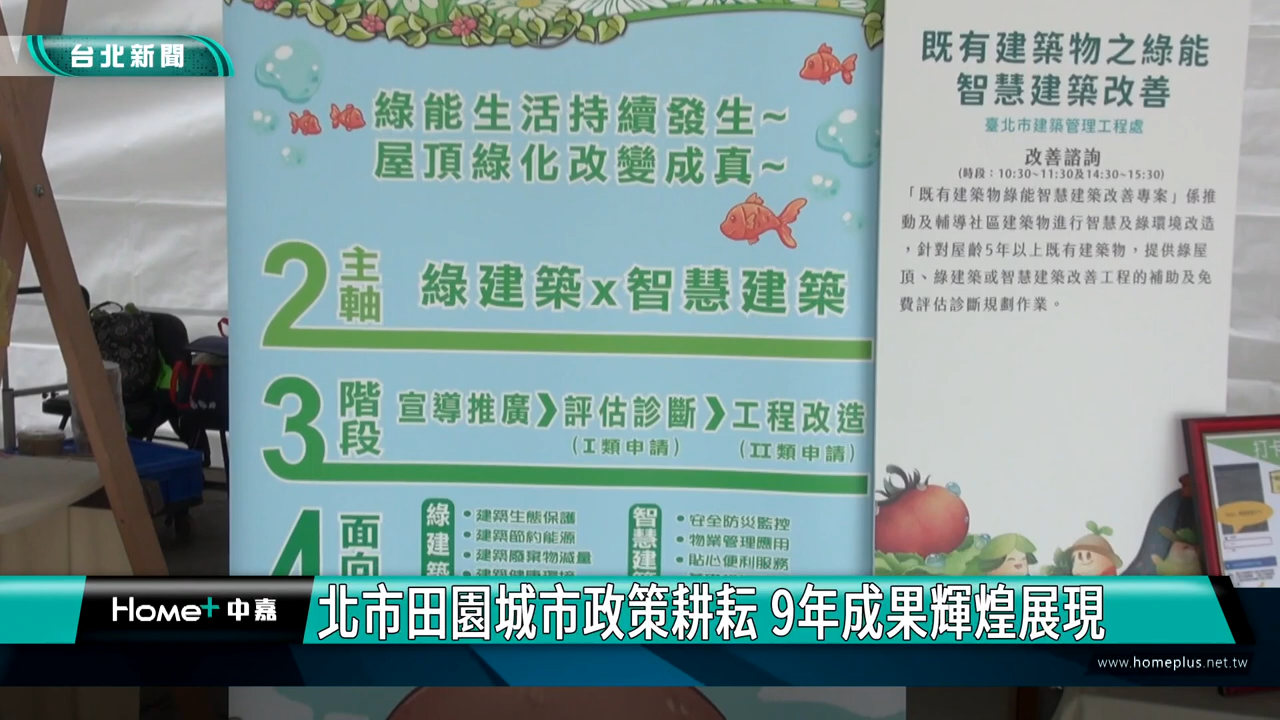 台北新聞
綠能生活持續發生~
屋頂綠化改變成真~
2 主軸 綠建築x智慧建築
3 階段 宣導推廣 評估診斷 工程改造
(I類申請) (II類申請)
4 面向
綠建築
•建築生態保護
•建築節約能源
•建築廢棄物減量
•建築健康環境
智慧建築
•安全防災監控
•物業管理應用
•貼心便利服務
既有建築物之綠能
智慧建築改善
臺北市建築管理工程處
改善諮詢
(時段:10:30~11:30及14:30~15:30)
「既有建築物綠能智慧建築改善專案」係推
動及輔導社區建築物進行智慧及綠環境改造
,針對屋齡5年以上既有建築物,提供綠屋
頂、綠建築或智慧建築改善工程的補助及免
費評估診斷規劃作業。
打卡
Home+中嘉
北市田園城市政策耕耘 9年成果輝煌展現
www.homeplus.net.tw